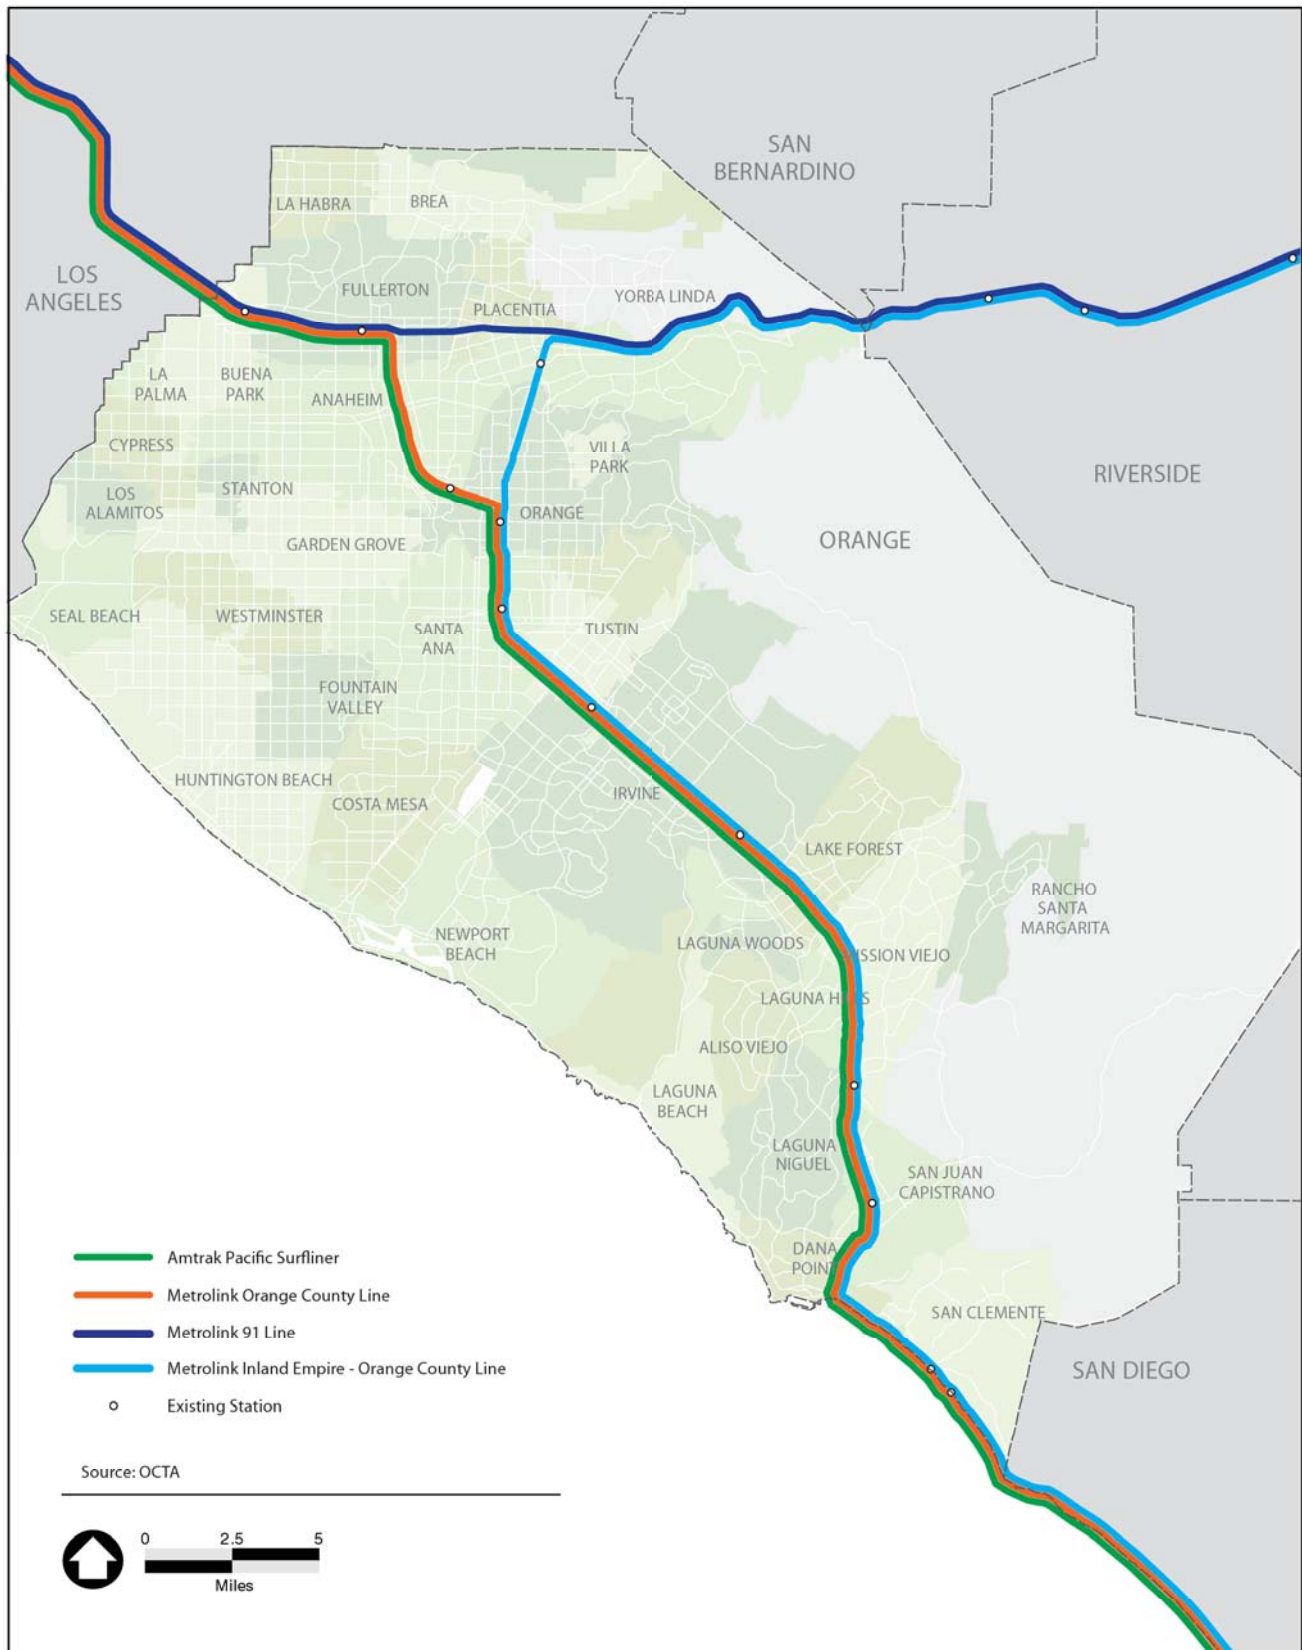 SAN
BERNARDINO
LA HABRA
BREA
LOS
ANGELES
FULLERTON
PLACENTIA
YORBA LINDA
LA
PALMA
BUENA
PARK
ANAHEIM
CYPRESS
VILLA
PARK
RIVERSIDE
LOS
ALAMITOS
STANTON
ORANGE
ORANGE
GARDEN GROVE
SEAL BEACH
WESTMINSTER
SANTA
ANA
TUSTIN
FOUNTAIN
VALLEY
HUNTINGTON BEACH
COSTA MESA
IRVINE
LAKE FOREST
RANCHO
SANTA
MARGARITA
NEWPORT
BEACH
LAGUNA WOODS
ISSION VIEJO
LAGUNA H S
ALISO VIEJO
LAGUNA
BEACH
LAGUNA
NIGUEL
SAN JUAN
CAPISTRANO
DANA
POINT
SAN CLEMENTE
SAN DIEGO
Amtrak Pacific Surfliner
Metrolink Orange County Line
Metrolink 91 Line
Metrolink Inland Empire - Orange County Line
Existing Station
Source: OCTA
0 2.5 5
Miles